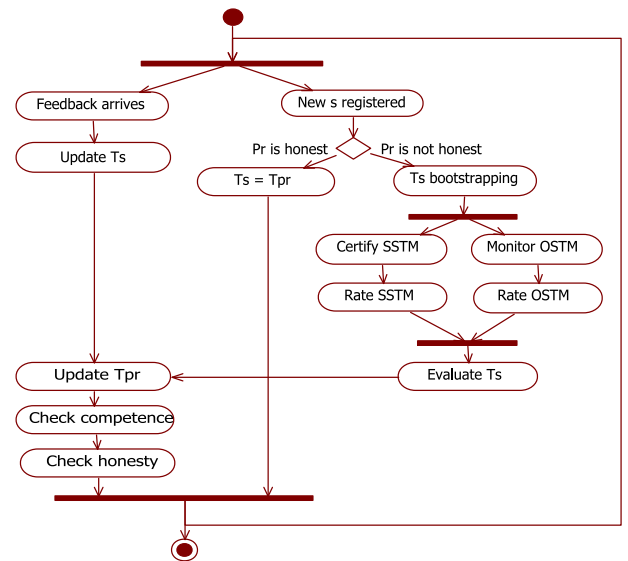 Feedback arrives
New s registered
Update Ts
Pr is honest
Pr is not honest
Ts = Tpr
Ts bootstrapping
Certify SSTM
Monitor OSTM
Rate SSTM
Rate OSTM
Update Tpr
Evaluate Ts
Check competence
Check honesty